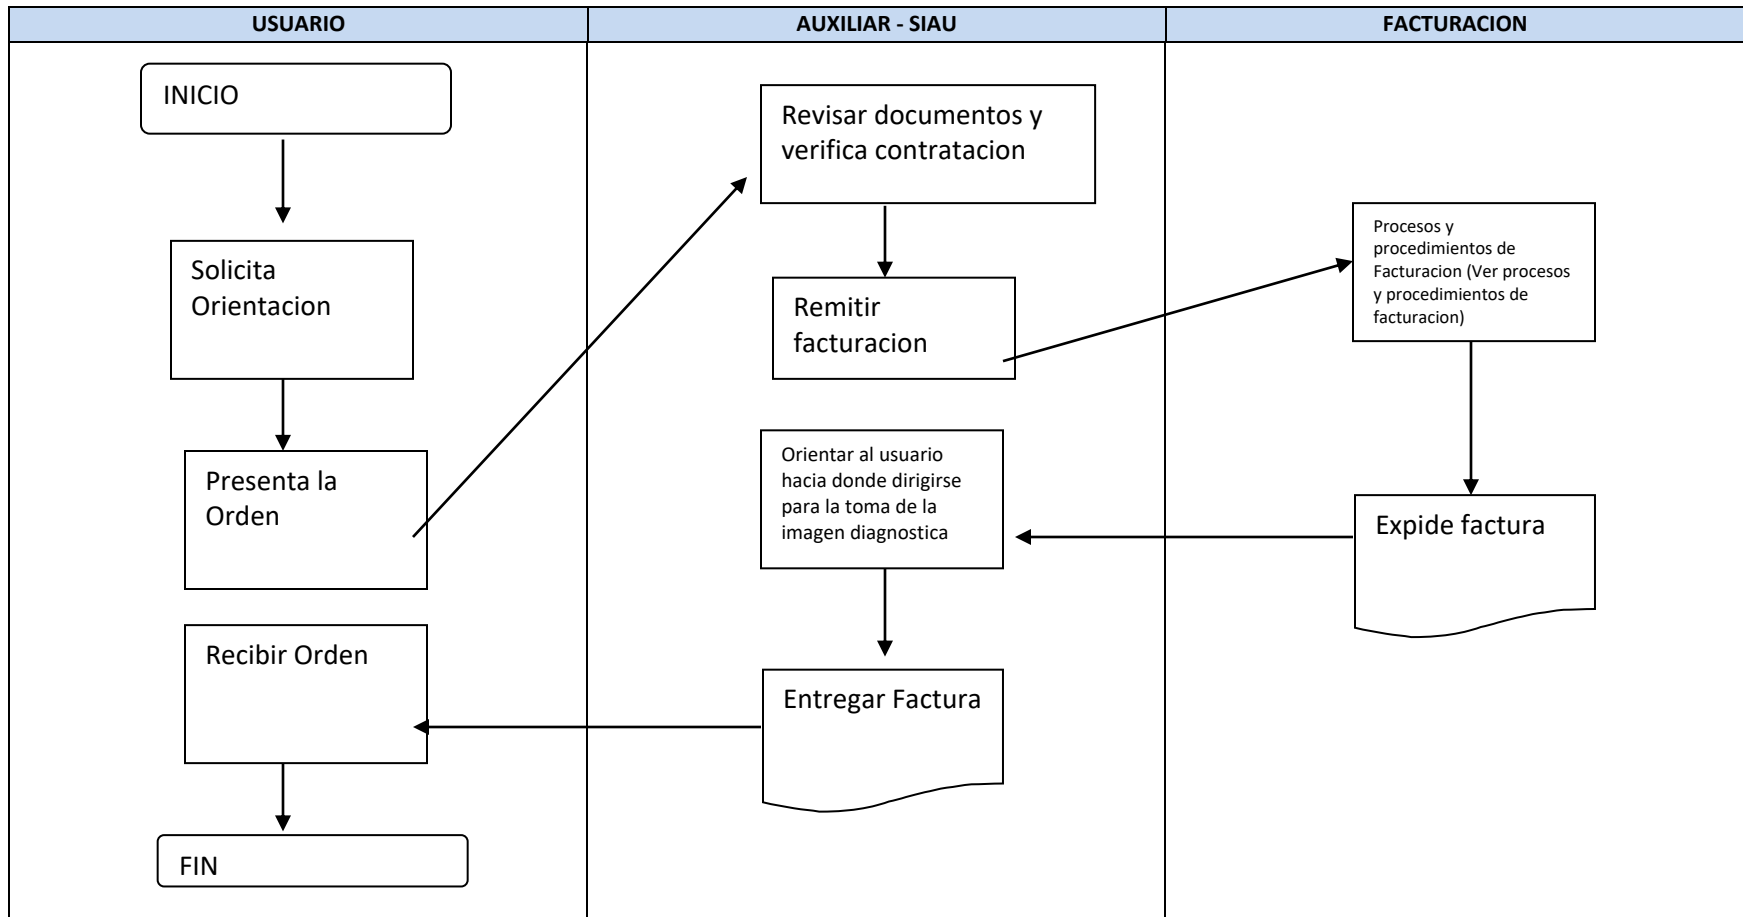 USUARIO
AUXILIAR - SIAU
FACTURACION
INICIO
Solicita
Orientacion
Presenta la
Orden
Recibir Orden
FIN
Revisar documentos y
verifica contratacion
Remitir
facturacion
Orientar al usuario
hacia donde dirigirse
para la toma de la
imagen diagnostica
Entregar Factura
Procesos y
procedimientos de
Facturacion (Ver procesos
y procedimientos de
facturacion)
Expide factura